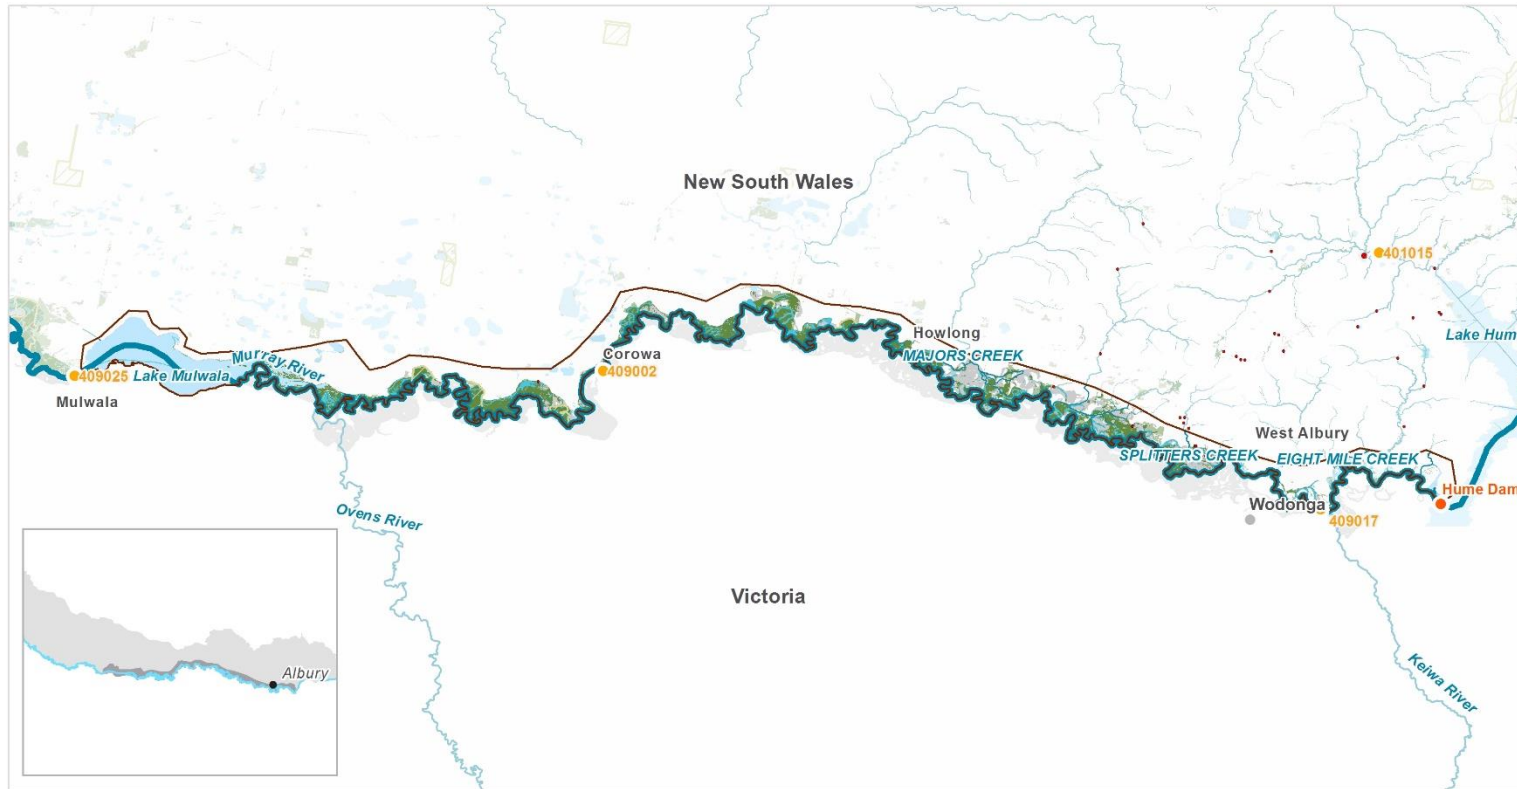 New South Wales
401015
Howlong
Lake Hum
MAJORS CREEK
Corowa
409002
Murray River
Lake Mulwala
409025
Mulwala
West Albury
SPLITTERS CREEK
EIGHT MILE CREEK
Hume Dam
Wodonga
409017
Ovens River
Victoria
Keiwa River
Albury